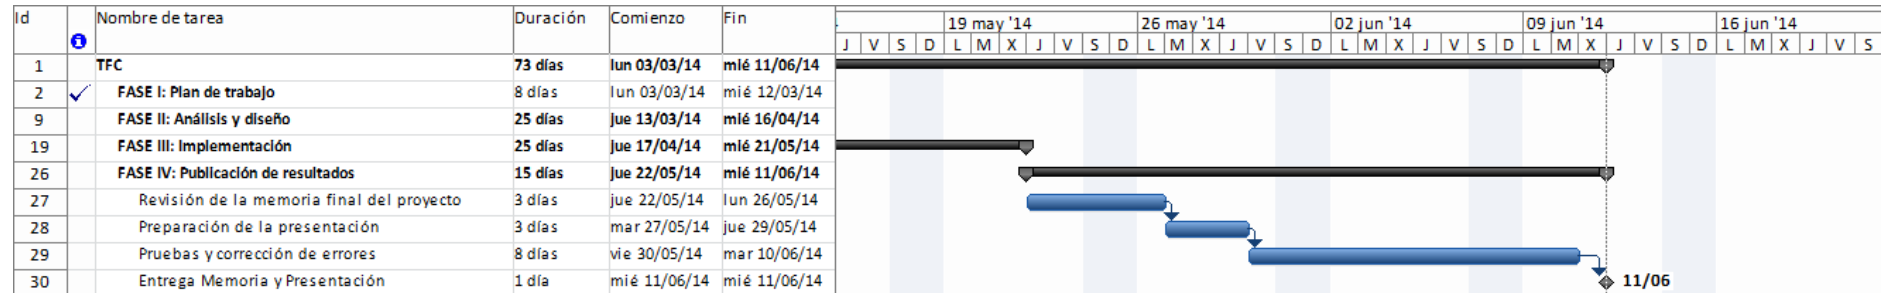 Id Nombre de tarea Duración Comienzo Fin 19 may '14 26 may '14 02 jun '14 09 jun '14 16 jun '14
J V S D L M X J V S D L M X J V S D L M X J V S D L M X J V S D L M X J V S
1 TFC 73 días lun 03/03/14 mié 11/06/14
2 FASE I: Plan de trabajo 8 días lun 03/03/14 mié 12/03/14
9 FASE II: Análisis y diseño 25 días jue 13/03/14 mié 16/04/14
19 FASE III: Implementación 25 días jue 17/04/14 mié 21/05/14
26 FASE IV: Publicación de resultados 15 días jue 22/05/14 mié 11/06/14
27 Revisión de la memoria final del proyecto 3 días jue 22/05/14 lun 26/05/14
28 Preparación de la presentación 3 días mar 27/05/14 jue 29/05/14
29 Pruebas y corrección de errores 8 días vie 30/05/14 mar 10/06/14
30 Entrega Memoria y Presentación 1 día mié 11/06/14 mié 11/06/14 11/06